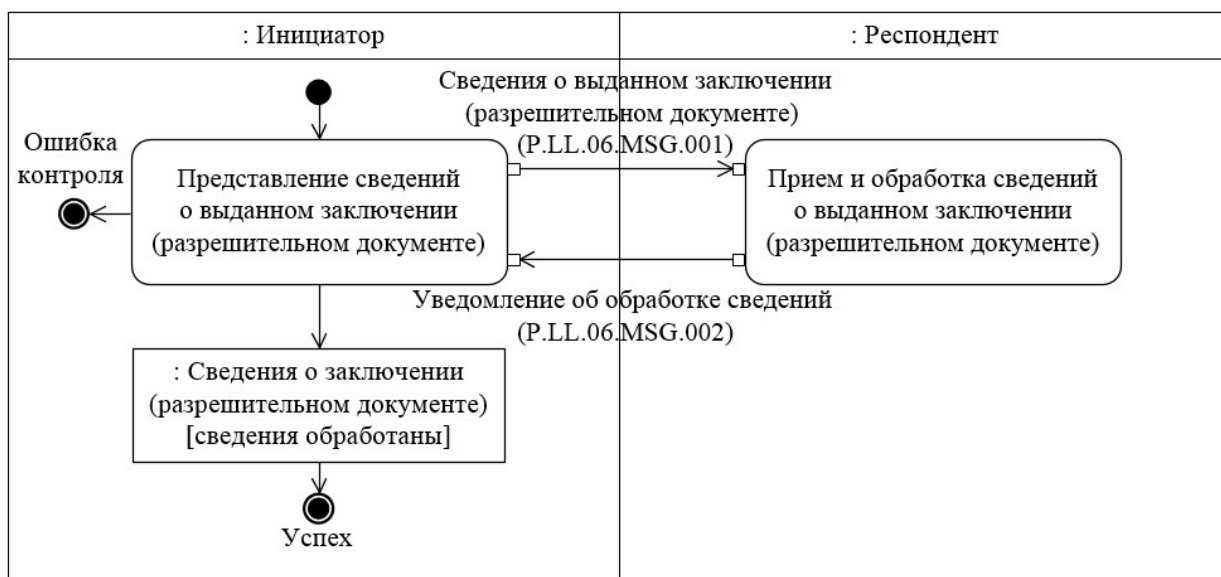 : Инициатор
: Респондент
Сведения о выданном заключении
(разрешительном документе)
(P.LL.06.MSG.001)
Ошибка
контроля
Представление сведений
о выданном заключении
(разрешительном документе)
Прием и обработка сведений
о выданном заключении
(разрешительном документе)
Уведомление об обработке сведений
(P.LL.06.MSG.002)
: Сведения о заключении
(разрешительном документе)
[сведения обработаны]
Успех